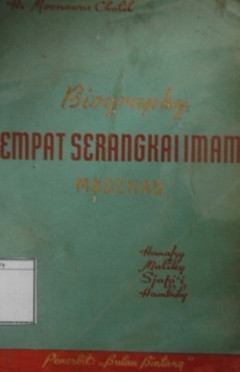 H. Moenawar Chalil
Biography
EMPAT SERANGKAI IMAM
MADZHAB
Hanafy
Maliky
Sjafi'i
Hambaly
Penerbit: "Bulan Bintang"